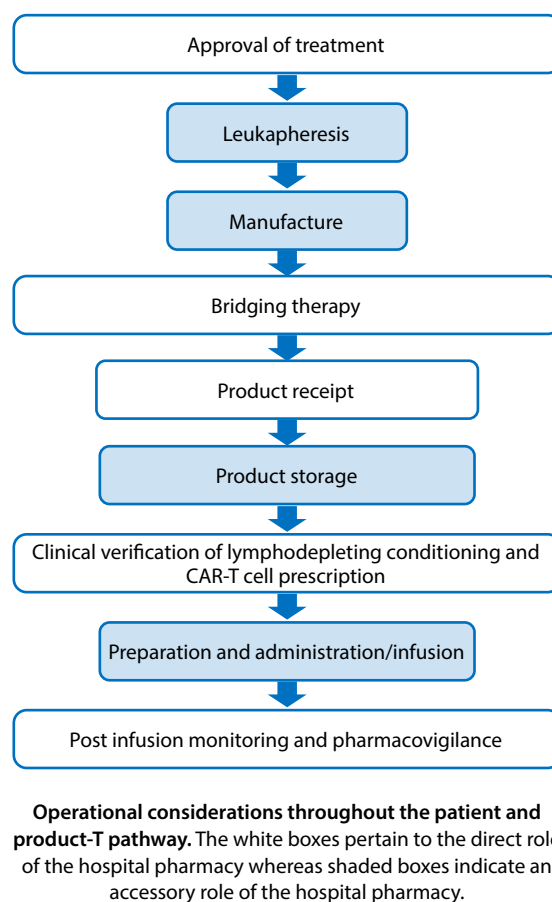 Approval of treatment
Leukapheresis
Manufacture
Bridging therapy
Product receipt
Product storage
Clinical verification of lymphodepleting conditioning and
CAR-T cell prescription
Preparation and administration/infusion
Post infusion monitoring and pharmacovigilance
Operational considerations throughout the patient and
product-T pathway. The white boxes pertain to the direct role
of the hospital pharmacy whereas shaded boxes indicate an
accessory role of the hospital pharmacy.